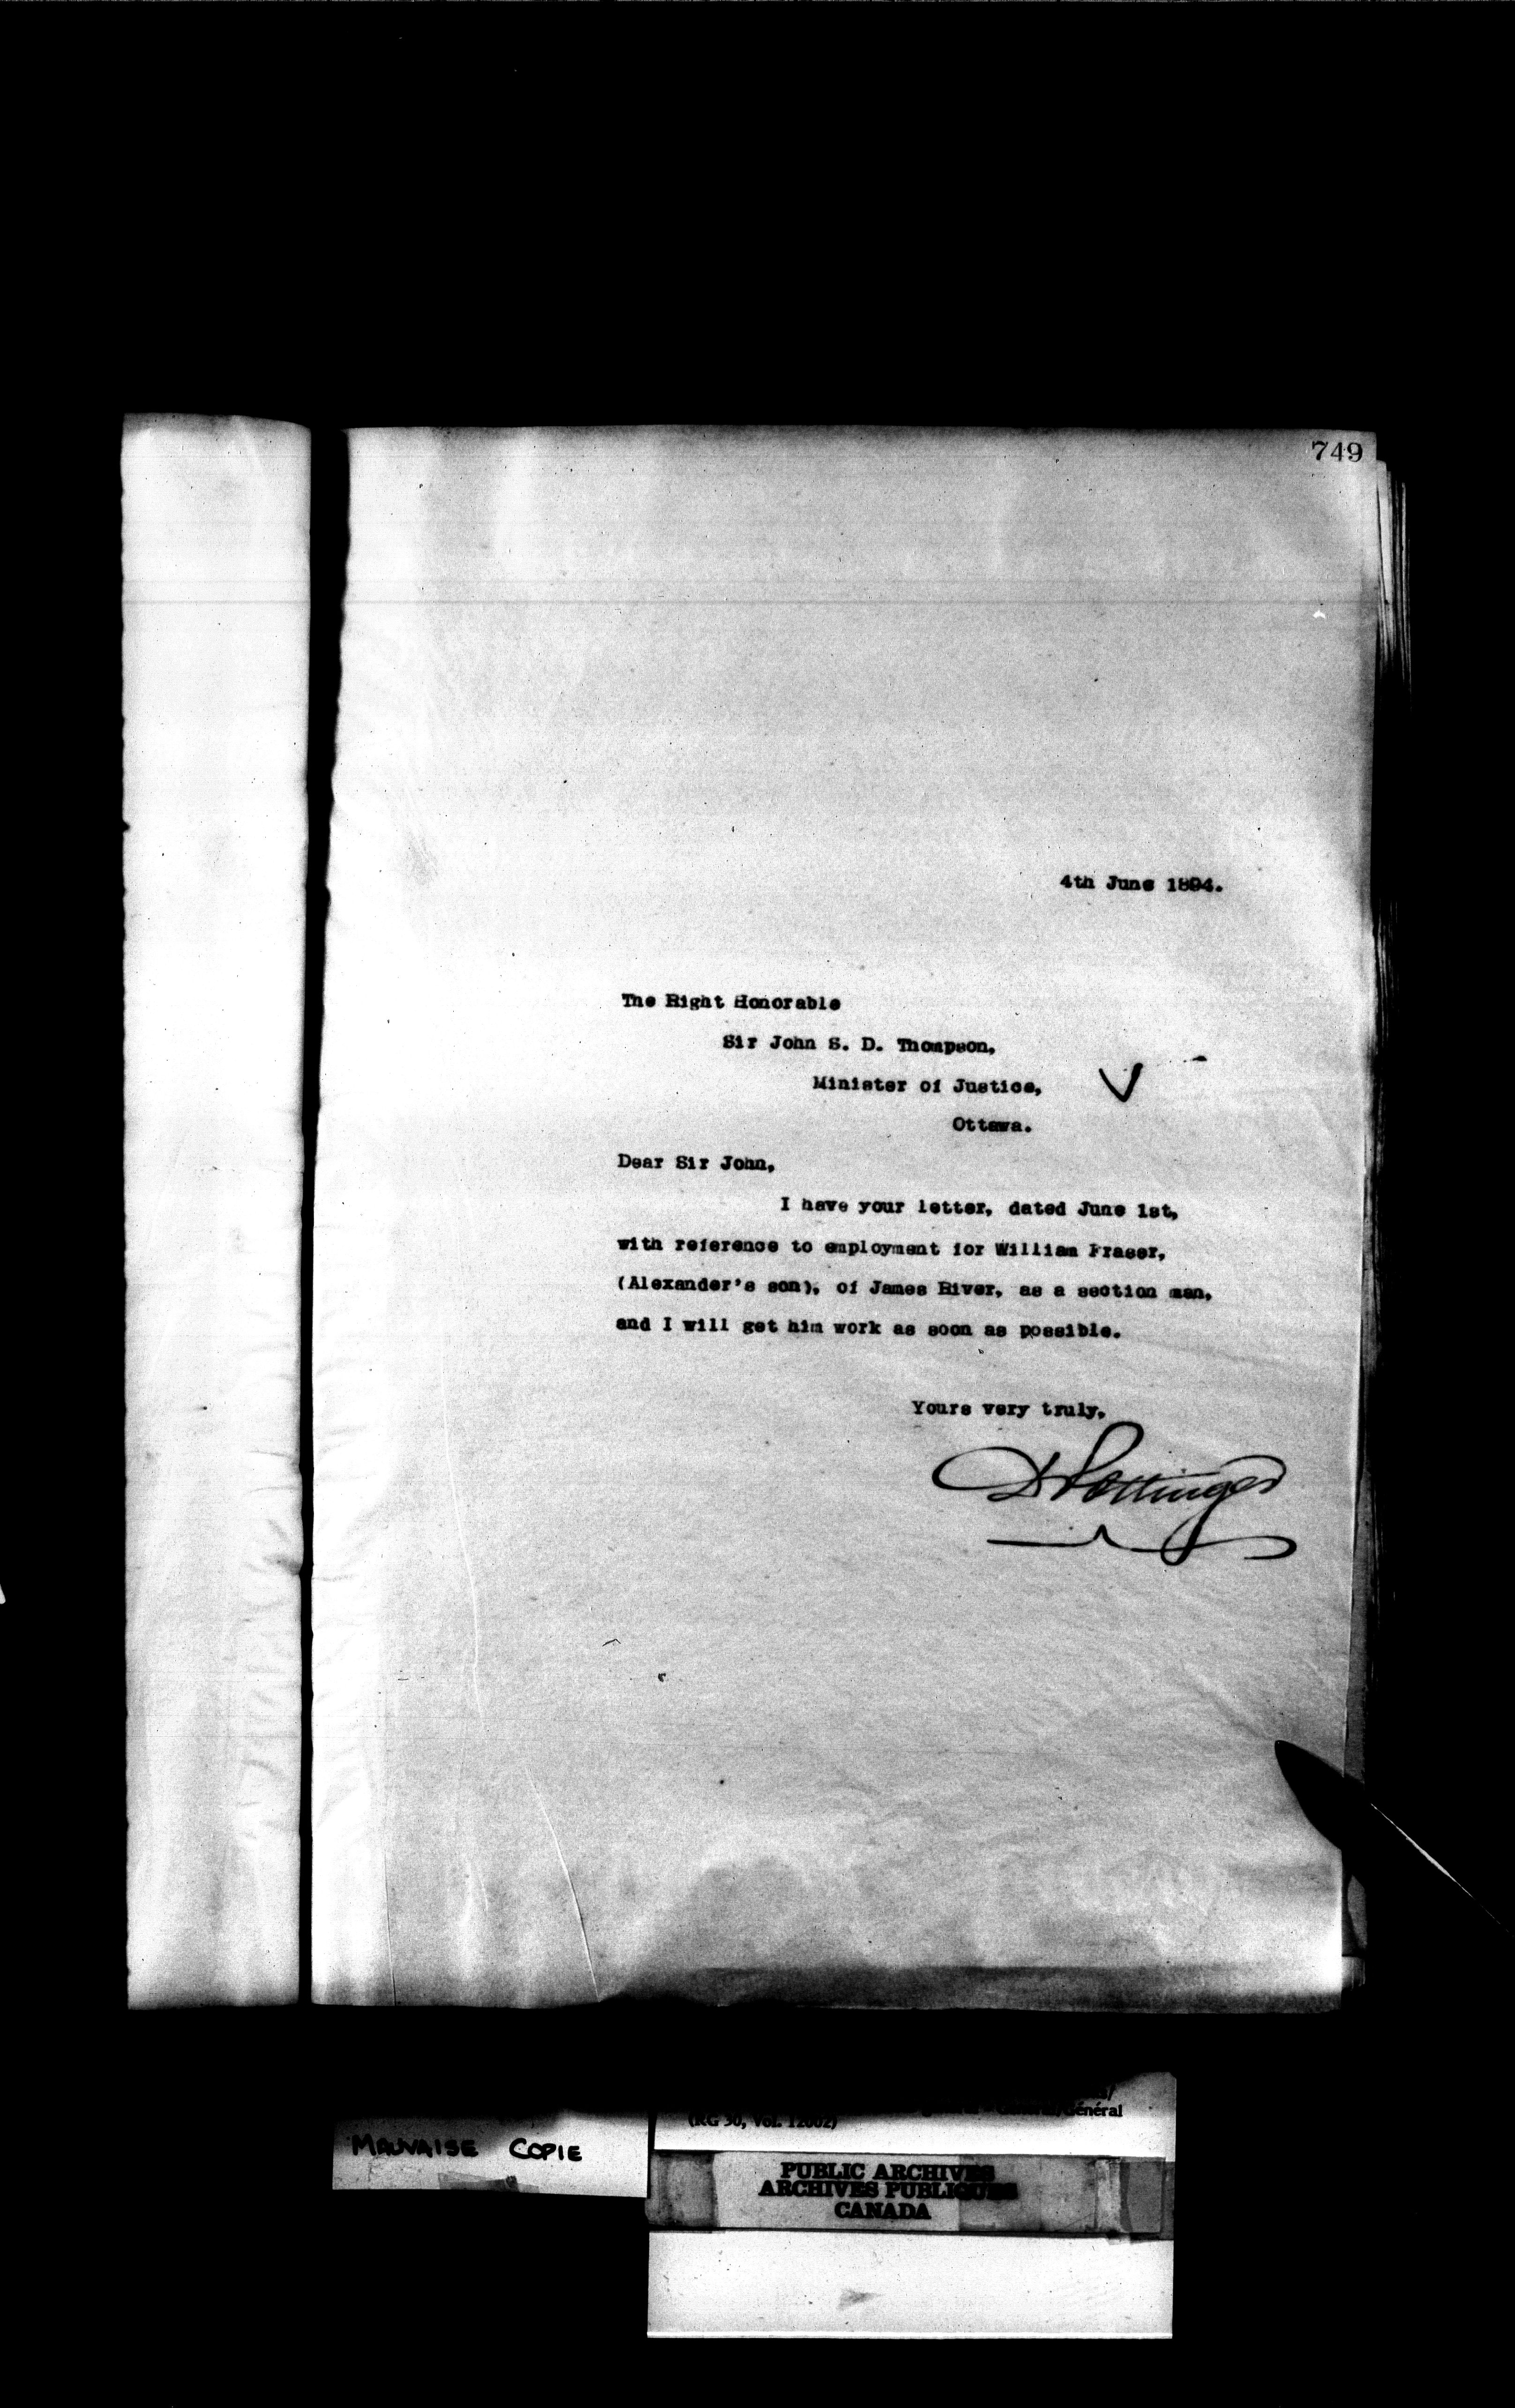 749
4th June 1894.
The Right Honorable
Sir John S. D. Thompson,
Minister of Justice,
Ottawa.
Dear Sir John,
I have your letter, dated June 1st,
with reference to employment for William Fraser,
(Alexander's son), of James River, as a section man,
and I will get him work as soon as possible.
Yours very truly,
D Pottinger
Général
(RG 30, Vol. 12002)
MAUVAISE COPIE
PUBLIC ARCHIVES
ARCHIVES PUBLIQUES
CANADA